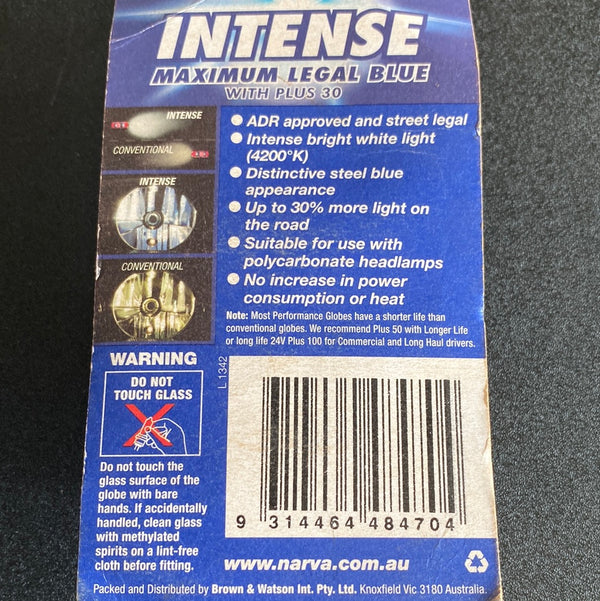 INTENSE
MAXIMUM LEGAL BLUE
WITH PLUS 30
INTENSE
CONVENTIONAL
INTENSE
CONVENTIONAL
ADR approved and street legal
Intense bright white light
(4200°K)
Distinctive steel blue
appearance
Up to 30% more light on
the road
Suitable for use with
polycarbonate headlamps
No increase in power
consumption or heat
Note: Most Performance Globes have a shorter life than
conventional globes. We recommend Plus 50 with Longer Life
or long life 24V Plus 100 for Commercial and Long Haul drivers.
WARNING
DO NOT
TOUCH GLASS
Do not touch the
glass surface of the
globe with bare
hands. If accidentally
handled, clean glass
with methylated
spirits on a lint-free
cloth before fitting.
L1342
9 314464 484704
www.narva.com.au
Packed and Distributed by Brown & Watson Int. Pty. Ltd. Knoxfield Vic 3180 Australia.